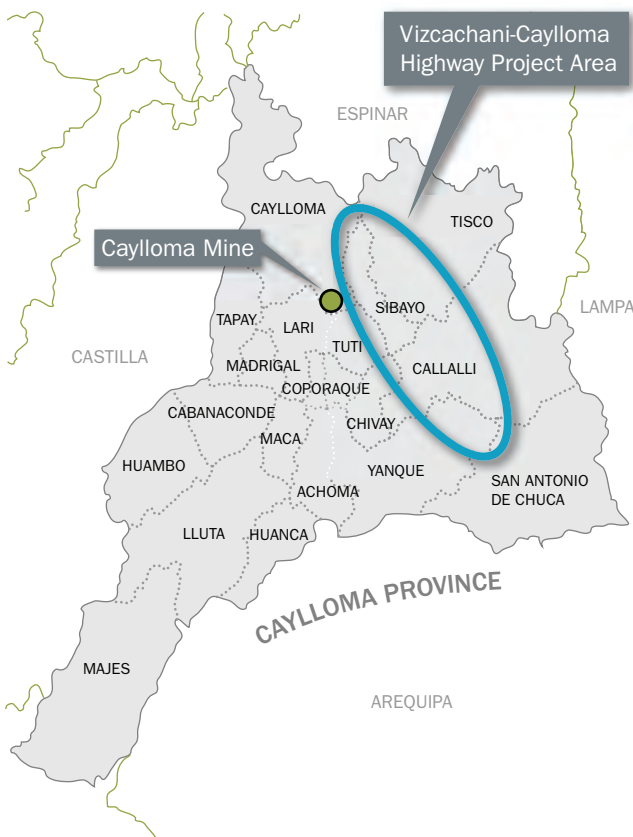 Vizcachani-Caylloma
Highway Project Area
ESPINAR
CAYLLOMA
TISCO
Caylloma Mine
SIBAYO
LAMPA
TAPAY
LARI
TUTI
CASTILLA
MADRIGAL
CALLALLI
COPORAQUE
CABANACONDE
CHIVAY
MACA
HUAMBO
YANQUE
SAN ANTONIO
DE CHUCA
ACHOMA
LLUTA
HUANCA
CAYLLOMA PROVINCE
MAJES
AREQUIPA